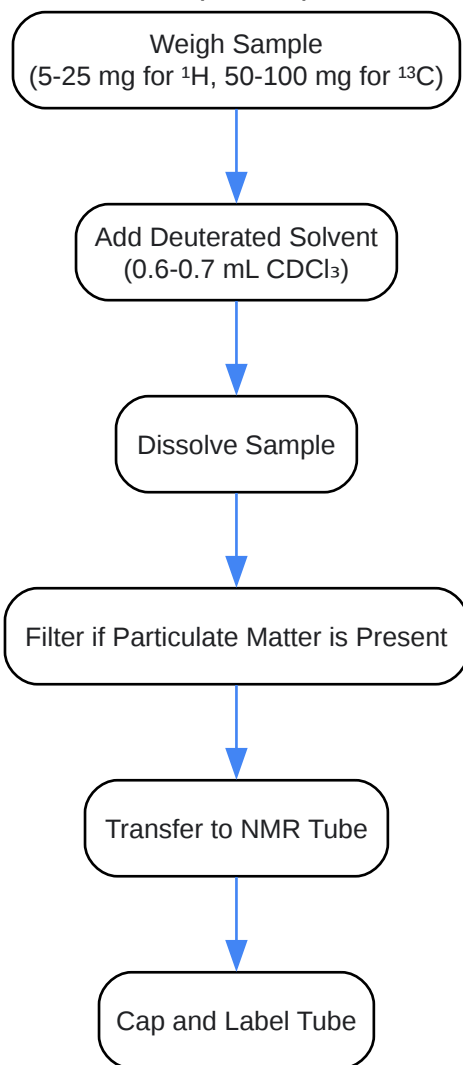 Weigh Sample
(5-25 mg for ¹H, 50-100 mg for ¹³C)
Add Deuterated Solvent
(0.6-0.7 mL CDCl₃)
Dissolve Sample
Filter if Particulate Matter is Present
Transfer to NMR Tube
Cap and Label Tube